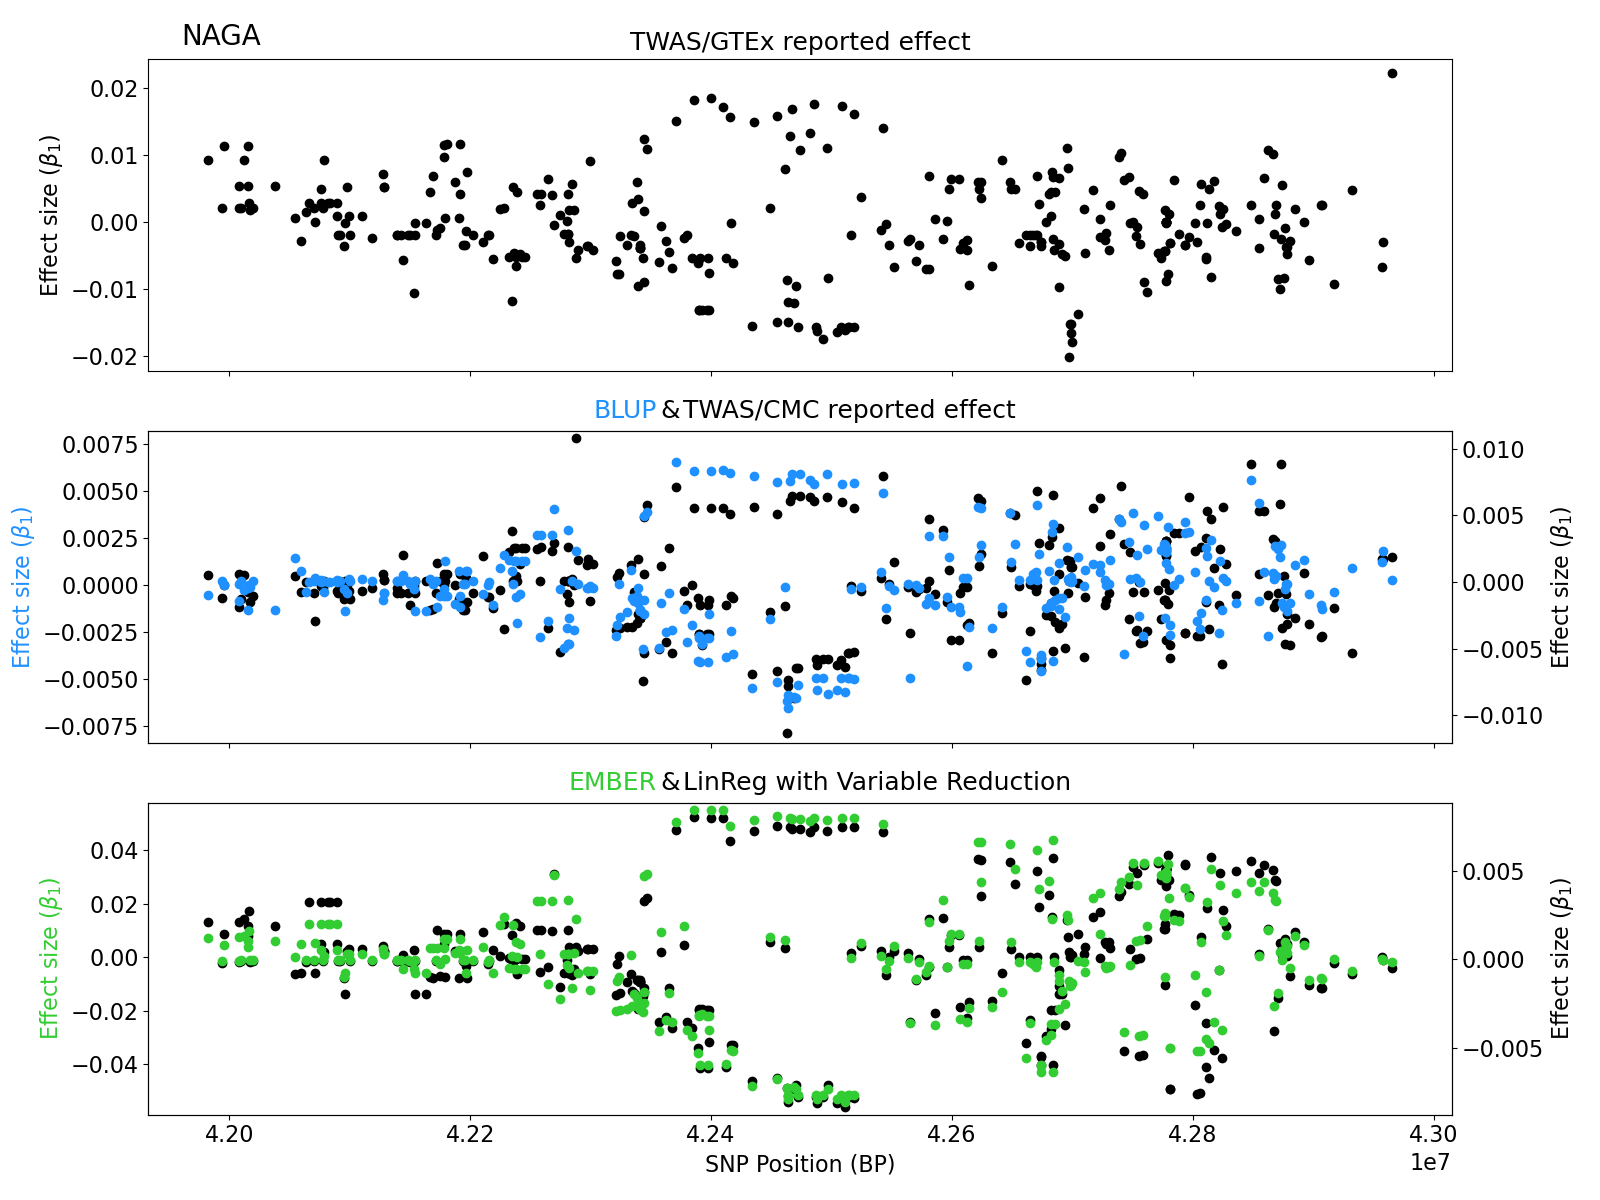 NAGA
TWAS/GTEx reported effect
0.02
0.01
0.00
−0.01
−0.02
Effect size (β₁)
BLUP & TWAS/CMC reported effect
0.0075
0.0050
0.0025
0.0000
−0.0025
−0.0050
−0.0075
Effect size (β₁)
0.010
0.005
0.000
−0.005
−0.010
Effect size (β₁)
EMBER & LinReg with Variable Reduction
0.04
0.02
0.00
−0.02
−0.04
Effect size (β₁)
0.005
0.000
−0.005
Effect size (β₁)
4.20 4.22 4.24 4.26 4.28 4.30
SNP Position (BP)
1e7